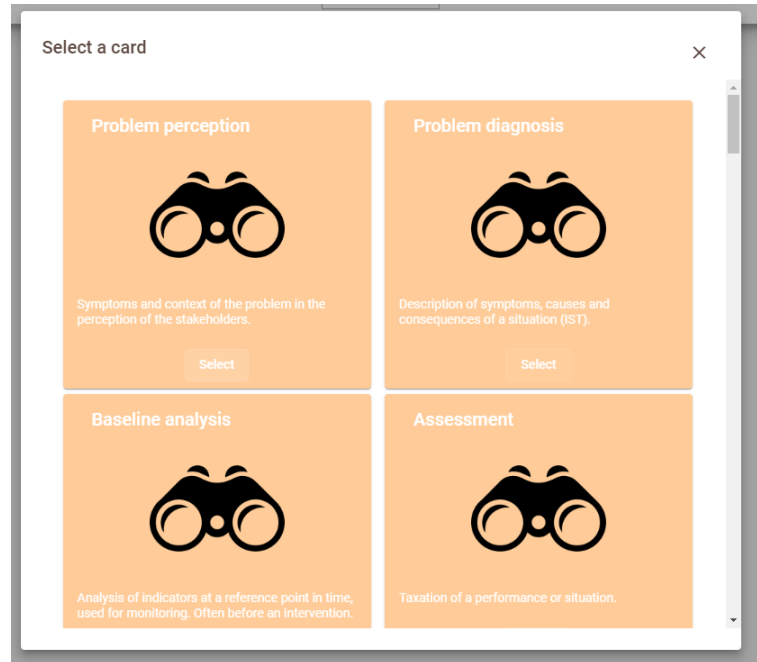 Select a card
Problem perception
Symptoms and context of the problem in the
perception of the stakeholders.
Select
Problem diagnosis
Description of symptoms, causes and
consequences of a situation (IST).
Select
Baseline analysis
Analysis of indicators at a reference point in time,
used for monitoring. Often before an intervention.
Assessment
Taxation of a performance or situation.